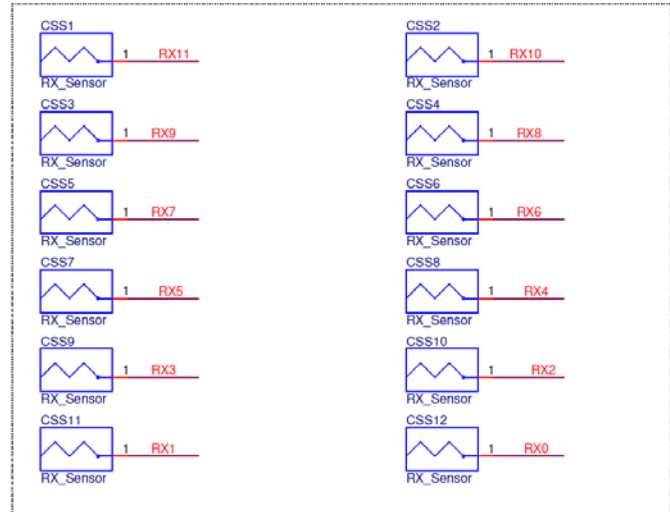 CSS1 CSS2
1 RX11 1 RX10
RX_Sensor RX_Sensor
CSS3 CSS4
1 RX9 1 RX8
RX_Sensor RX_Sensor
CSS5 CSS6
1 RX7 1 RX6
RX_Sensor RX_Sensor
CSS7 CSS8
1 RX5 1 RX4
RX_Sensor RX_Sensor
CSS9 CSS10
1 RX3 1 RX2
RX_Sensor RX_Sensor
CSS11 CSS12
1 RX1 1 RX0
RX_Sensor RX_Sensor